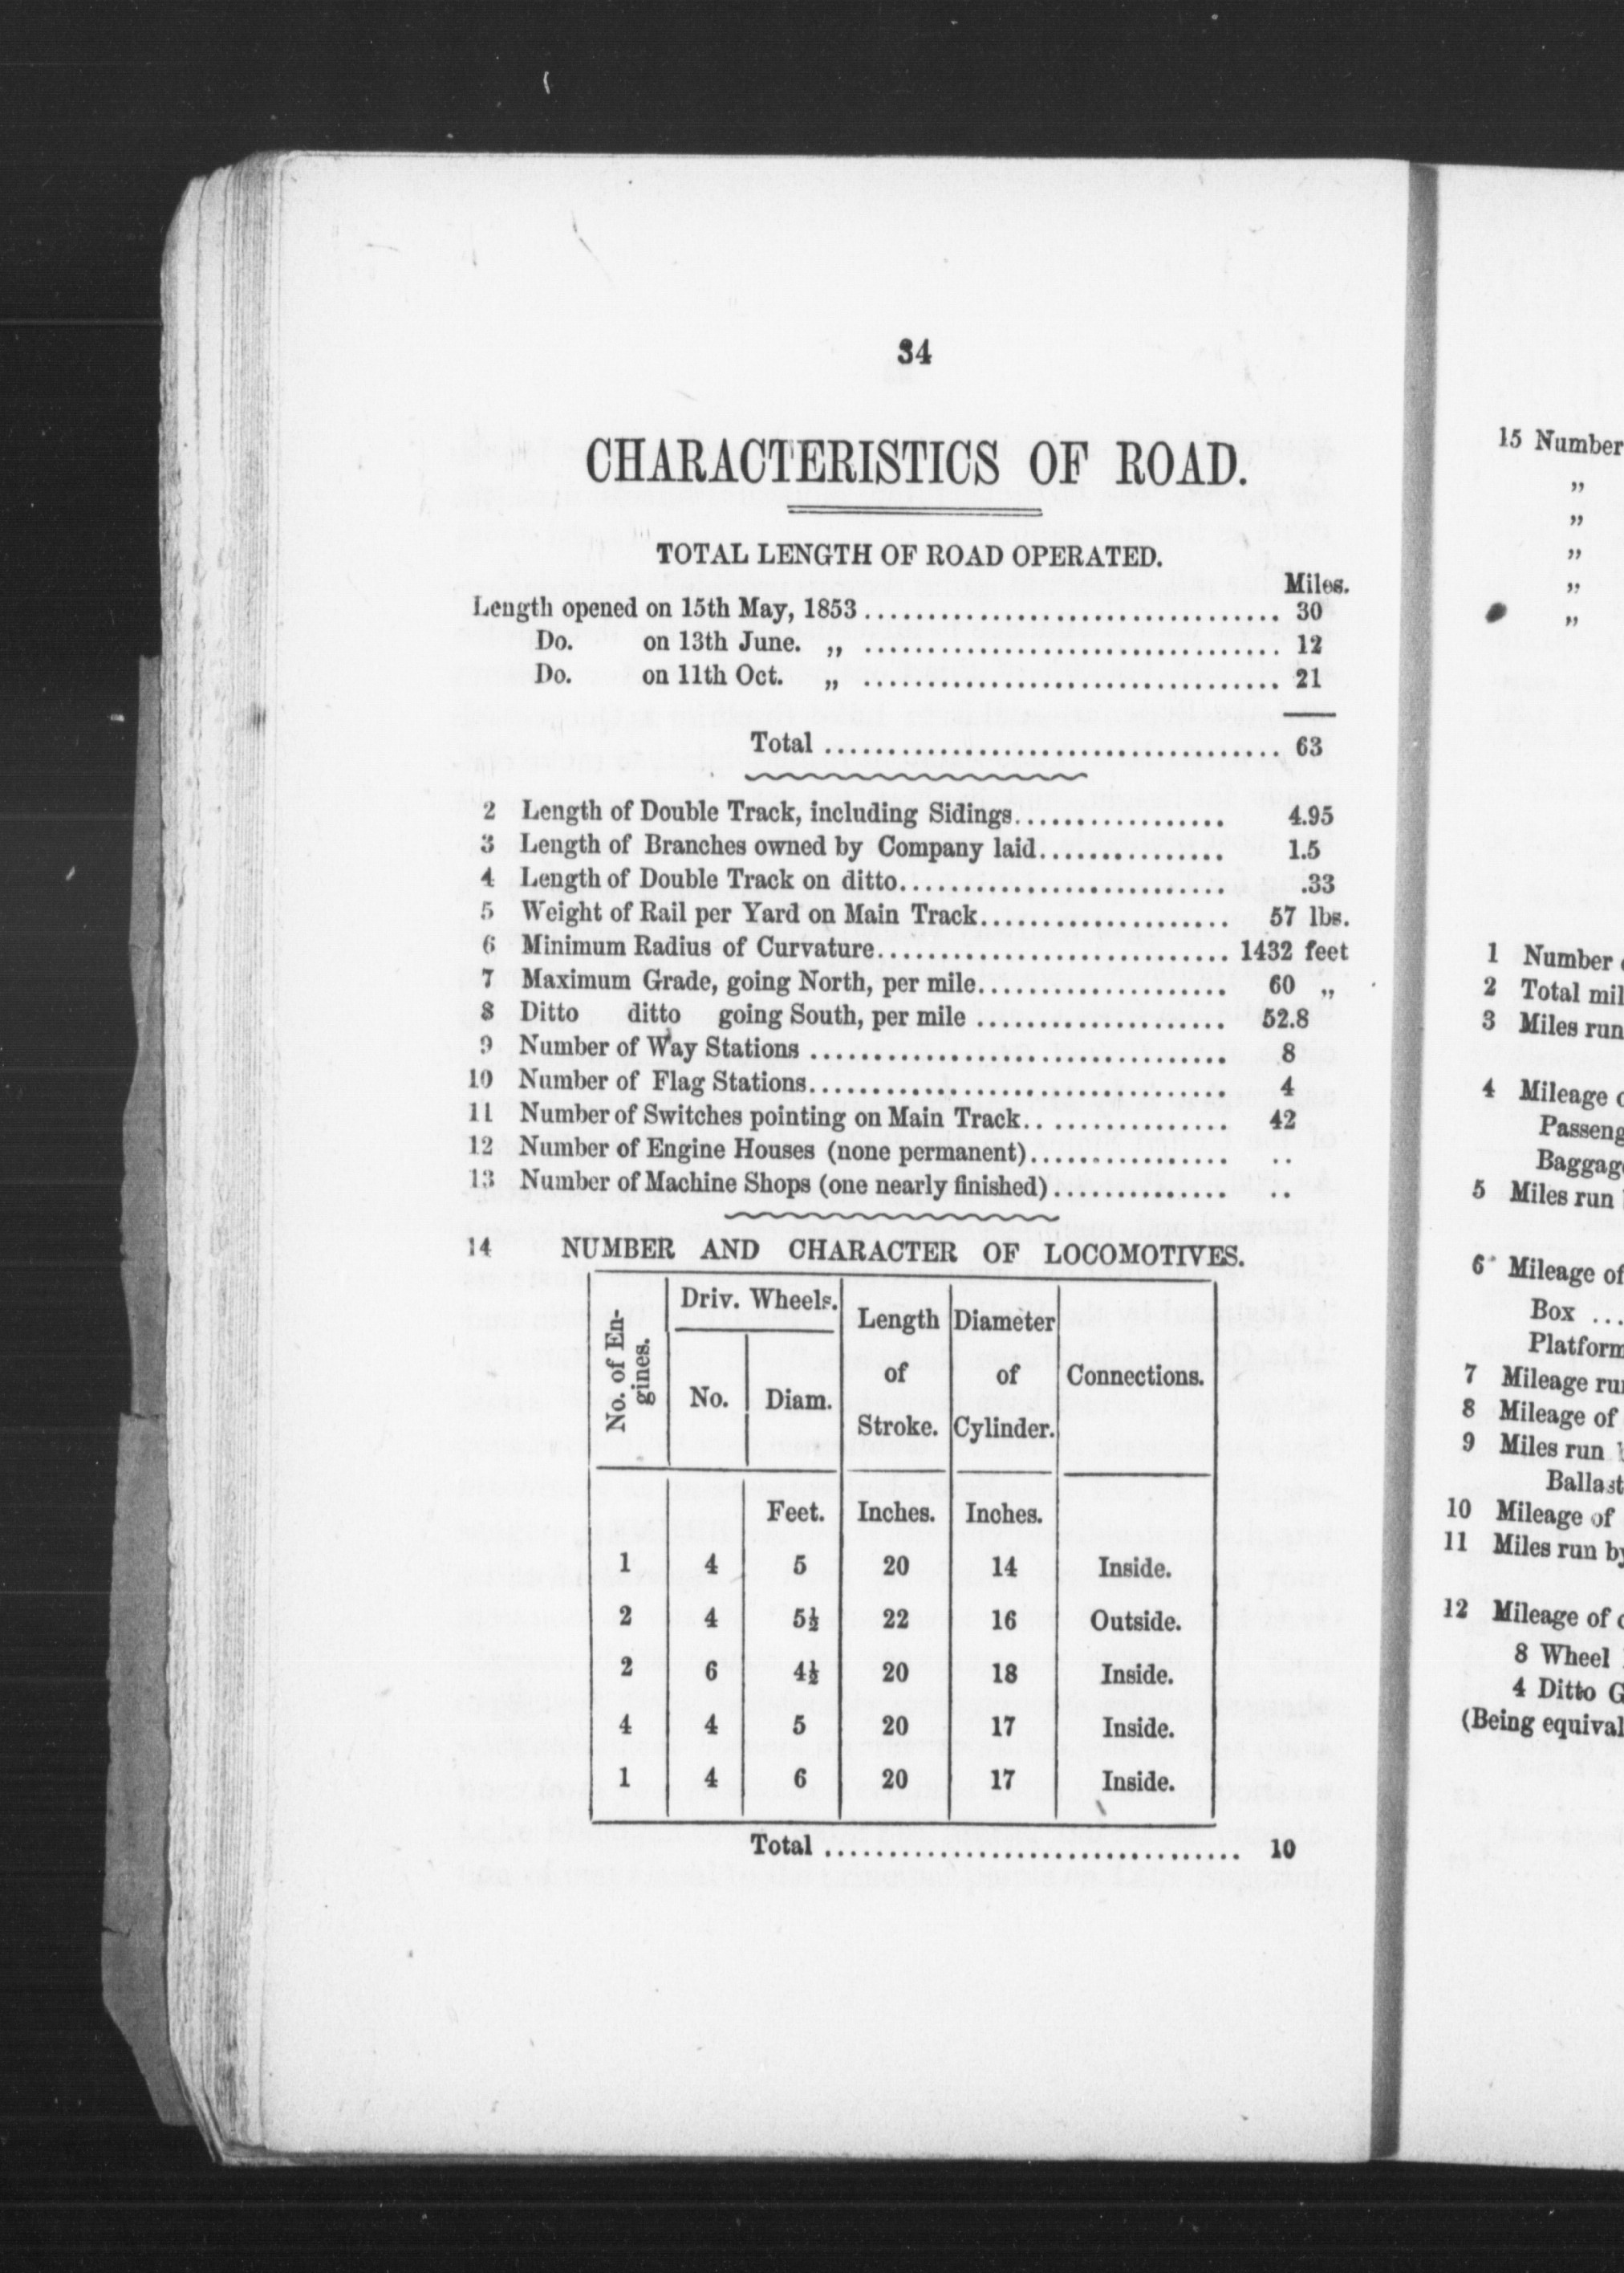 34
CHARACTERISTICS OF ROAD.
TOTAL LENGTH OF ROAD OPERATED.
Miles.
Length opened on 15th May, 1853 ................................. 30
Do. on 13th June. „ ................................. 12
Do. on 11th Oct. „ ................................. 21
Total .................................... 63
2 Length of Double Track, including Sidings................. 4.95
3 Length of Branches owned by Company laid............... 1.5
4 Length of Double Track on ditto.......................... .33
5 Weight of Rail per Yard on Main Track.................... 57 lbs.
6 Minimum Radius of Curvature............................ 1432 feet
7 Maximum Grade, going North, per mile.................... 60 „
8 Ditto ditto going South, per mile .................... 52.8
9 Number of Way Stations ................................. 8
10 Number of Flag Stations................................. 4
11 Number of Switches pointing on Main Track................ 42
12 Number of Engine Houses (none permanent)................ ..
13 Number of Machine Shops (one nearly finished).............. ..
14 NUMBER AND CHARACTER OF LOCOMOTIVES.
No. of En-
gines.
Driv. Wheels.
No. Diam.
Length
of
Stroke.
Diameter
of
Cylinder.
Connections.
Feet. Inches. Inches.
1 4 5 20 14 Inside.
2 4 5½ 22 16 Outside.
2 6 4½ 20 18 Inside.
4 4 5 20 17 Inside.
1 4 6 20 17 Inside.
Total ................................. 10
15 Number
„
„
„
„
„
1 Number
2 Total
3 Miles run
4 Mileage
5 Miles run
6 Mileage of
Box ...
7 Mileage
8 Mileage of
9 Miles run
10 Mileage of
11 Miles run
12 Mileage of
8 Wheel
4 Ditto
(Being